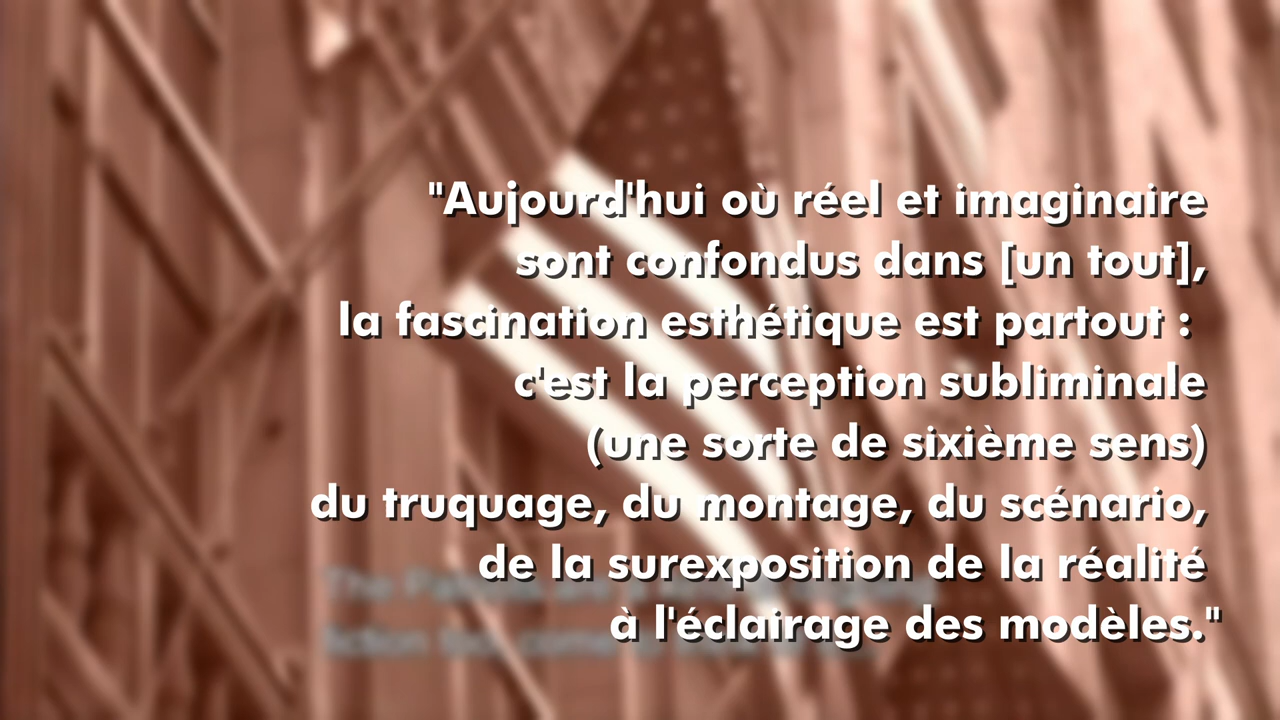 "Aujourd'hui où réel et imaginaire
sont confondus dans [un tout],
la fascination esthétique est partout :
c'est la perception subliminale
(une sorte de sixième sens)
du truquage, du montage, du scénario,
de la surexposition de la réalité
à l'éclairage des modèles."
The
fiction